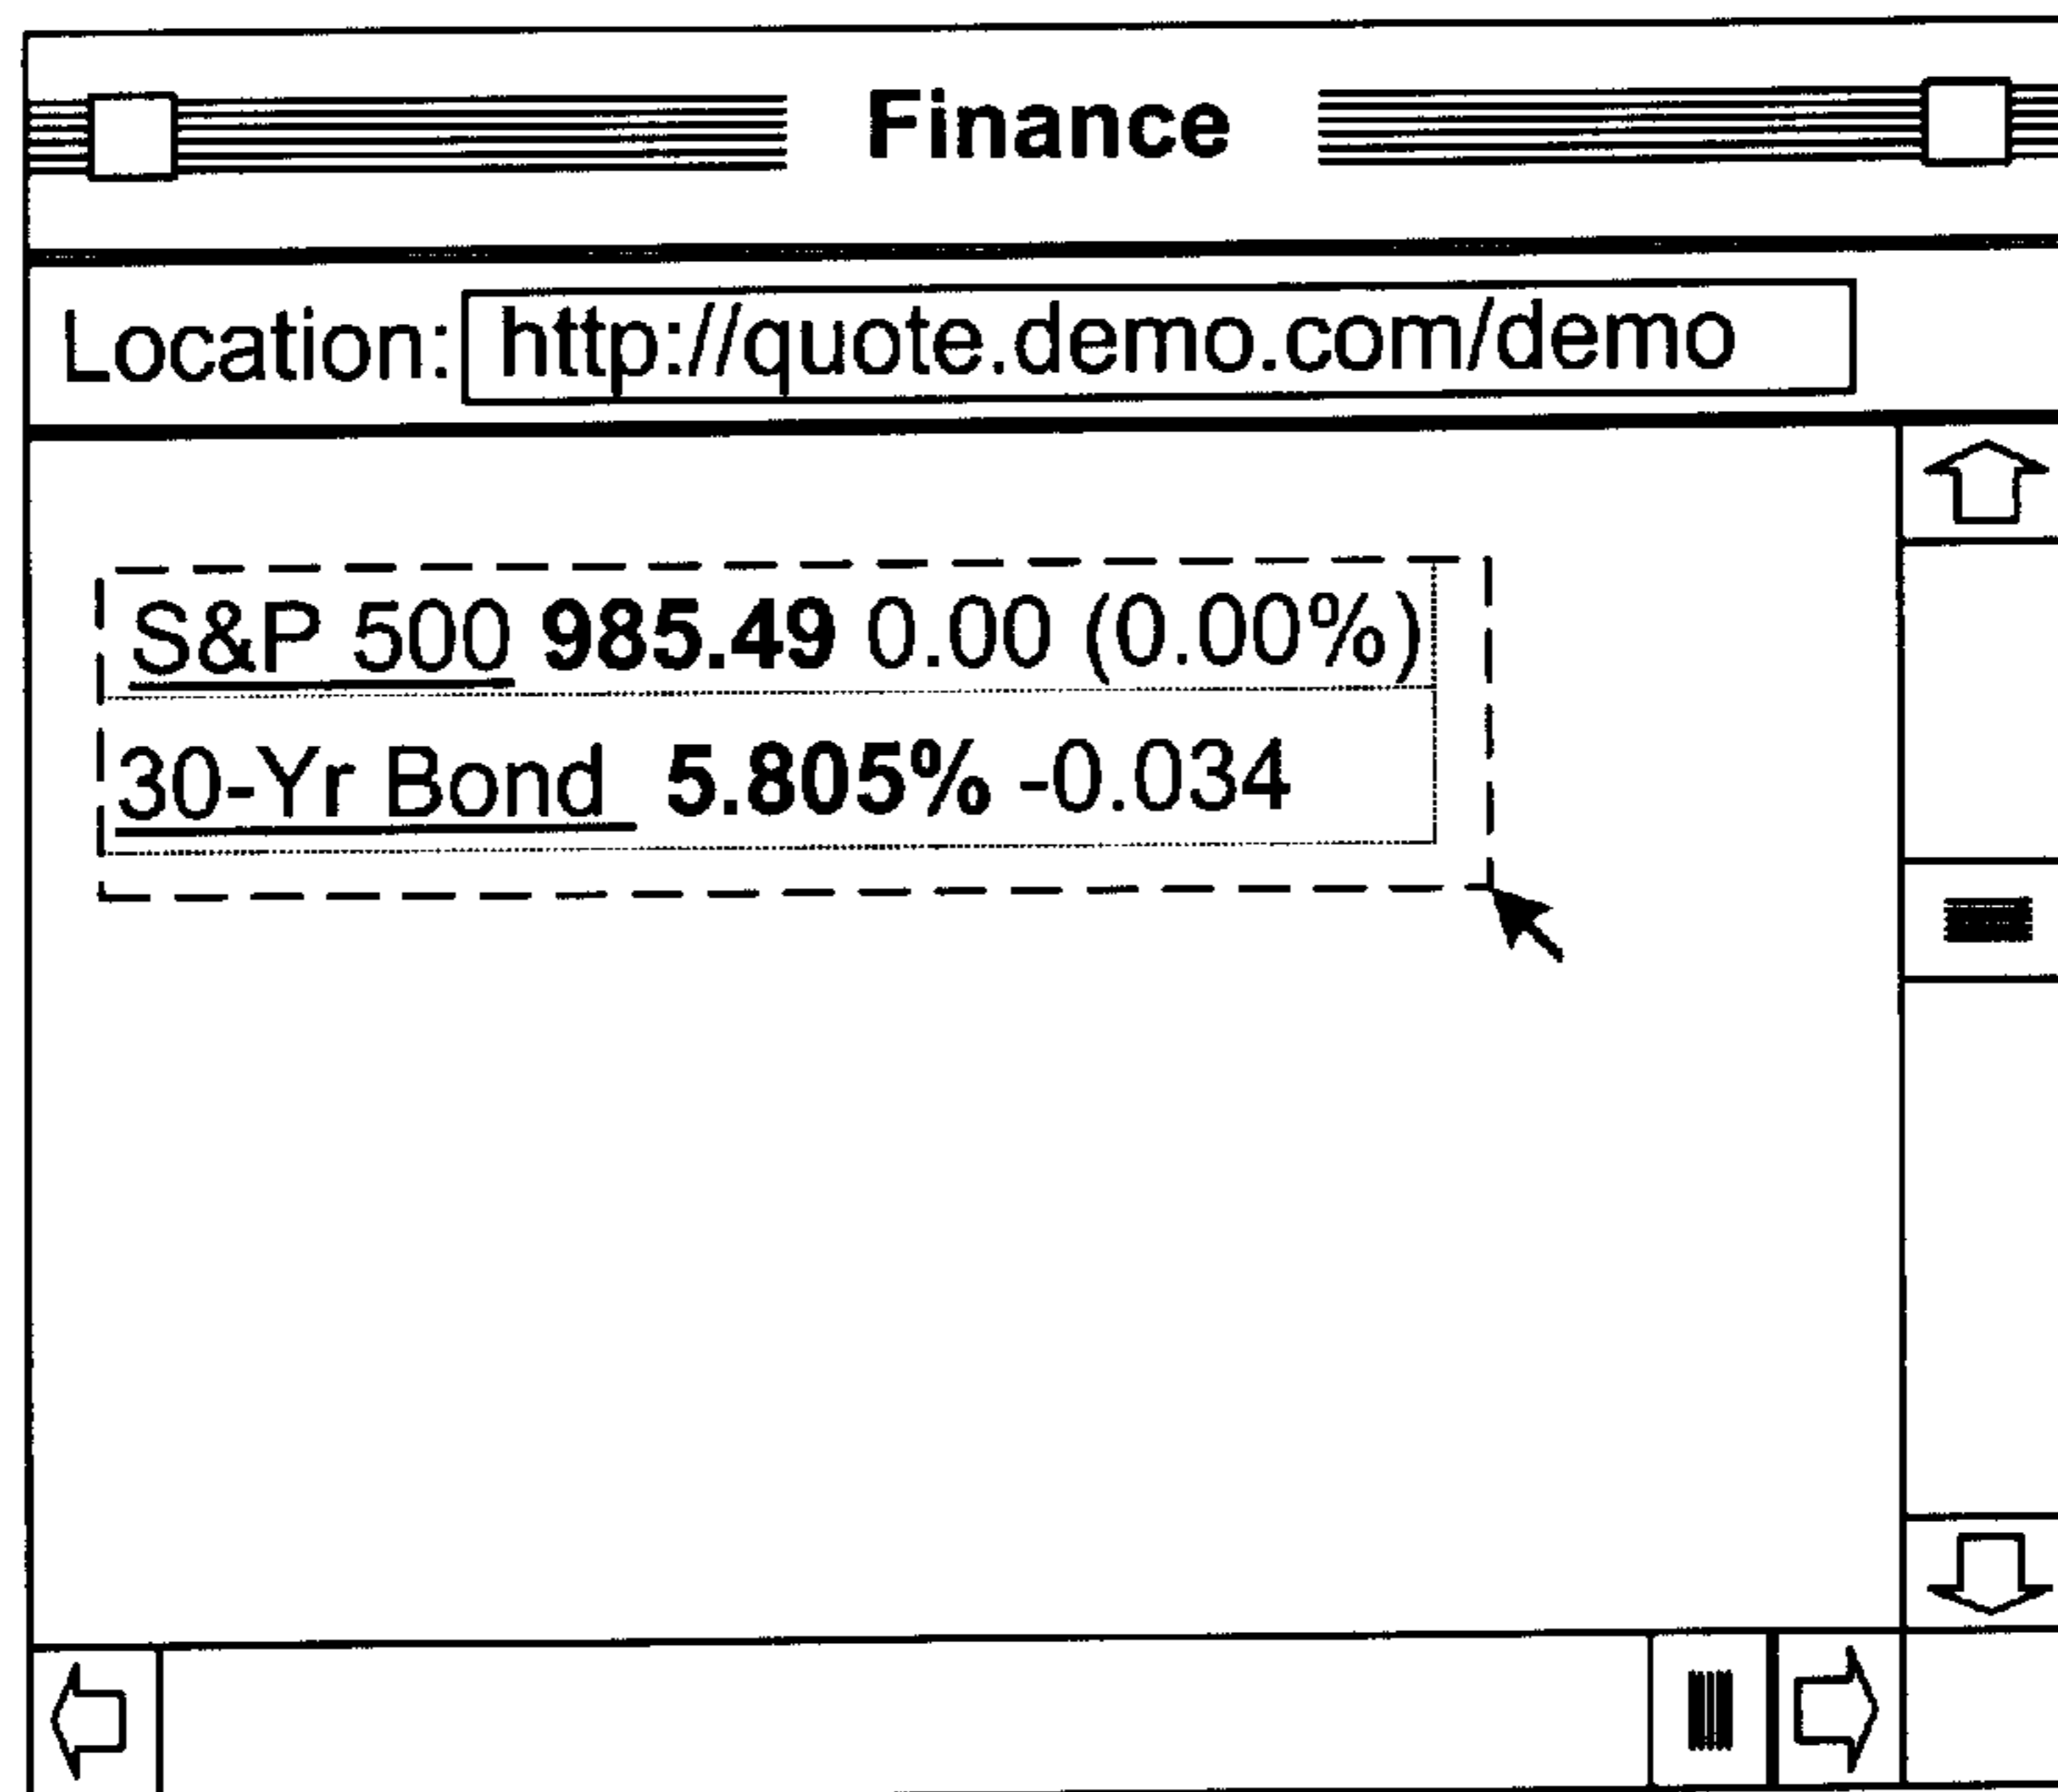 Finance
Location: http://quote.demo.com/demo
S&P 500 985.49 0.00 (0.00%)
30-Yr Bond 5.805% -0.034